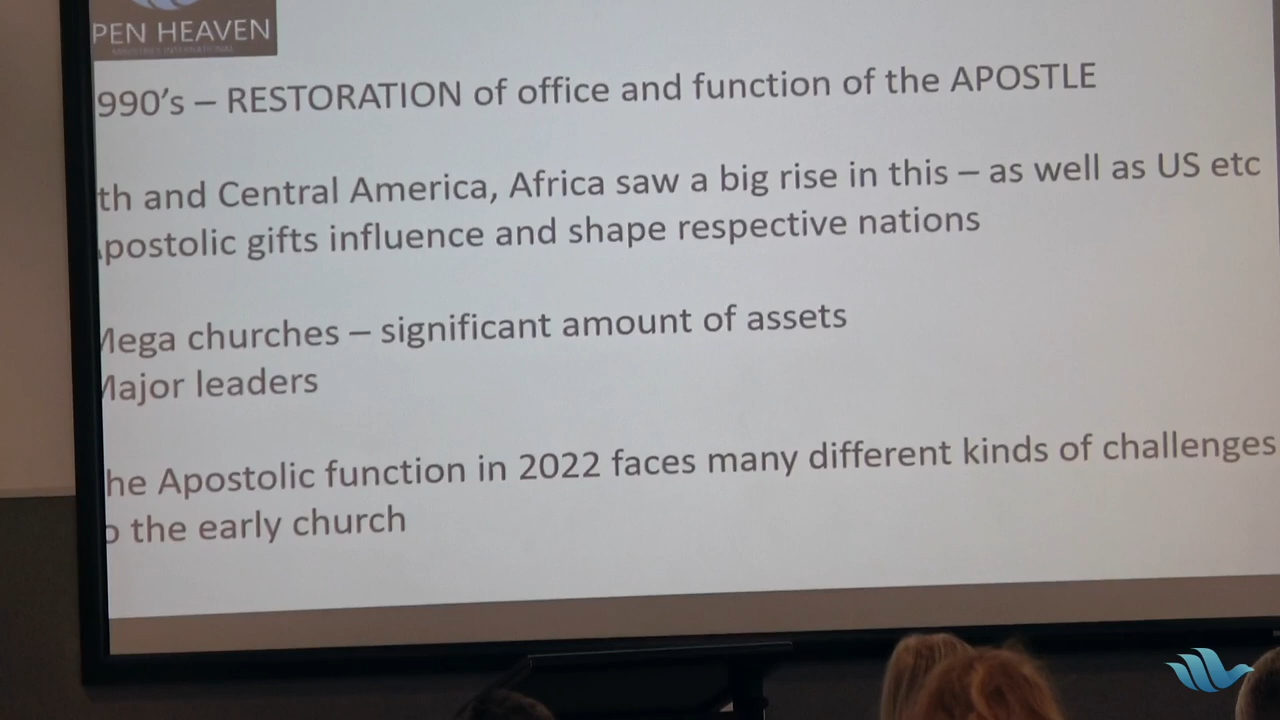 PEN HEAVEN
MINISTRIES INTERNATIONAL
990's – RESTORATION of office and function of the APOSTLE
th and Central America, Africa saw a big rise in this – as well as US etc
postolic gifts influence and shape respective nations
Mega churches – significant amount of assets
Major leaders
he Apostolic function in 2022 faces many different kinds of challenges
o the early church